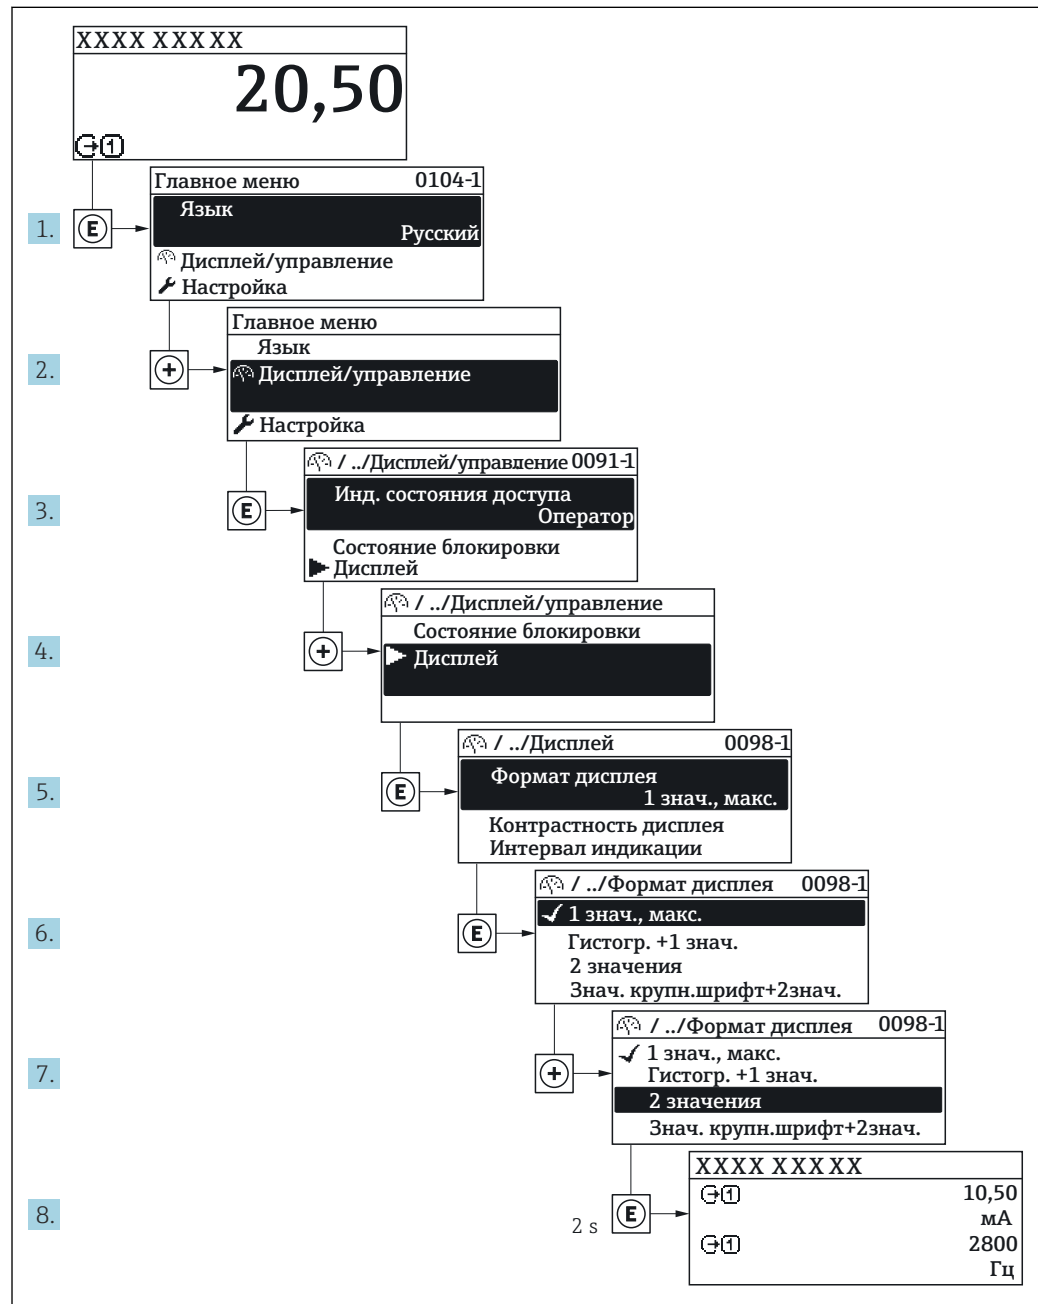 XXXX XXXXX
20,50
1
Главное меню 0104-1
Язык
Русский
1. E
Дисплей/управление
Настройка
Главное меню
Язык
2. +
Дисплей/управление
Настройка
/ ../Дисплей/управление 0091-1
Инд. состояния доступа
3. E
Оператор
Состояние блокировки
Дисплей
/ ../Дисплей/управление
Состояние блокировки
4. +
Дисплей
/ ../Дисплей 0098-1
Формат дисплея
5. E
1 знач., макс.
Контрастность дисплея
Интервал индикации
/ ../Формат дисплея 0098-1
1 знач., макс.
6. E
Гистогр. +1 знач.
2 значения
Знач. крупн.шрифт+2знач.
/ ../Формат дисплея 0098-1
1 знач., макс.
7. +
Гистогр. +1 знач.
2 значения
Знач. крупн.шрифт+2знач.
XXXX XXXXX
1 10,50
8. 2 s E
мА
1 2800
Гц